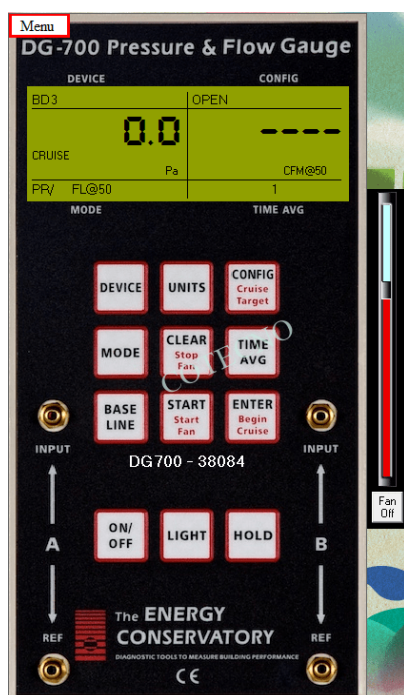 Menu
DG-700 Pressure & Flow Gauge
DEVICE CONFIG
BD3 OPEN
0.0 ----
CRUISE
Pa CFM@50
PR/ FL@50 1
MODE TIME AVG
DEVICE UNITS CONFIG
Cruise
Target
MODE CLEAR
Stop
Fan
TIME
AVG
BASE
LINE
START
Start
Fan
ENTER
Begin
Cruise
INPUT INPUT
DG700 - 38084
Fan
Off
ON/
OFF
LIGHT HOLD
A B
The ENERGY
CONSERVATORY
DIAGNOSTIC TOOLS TO MEASURE BUILDING PERFORMANCE
REF REF
CE